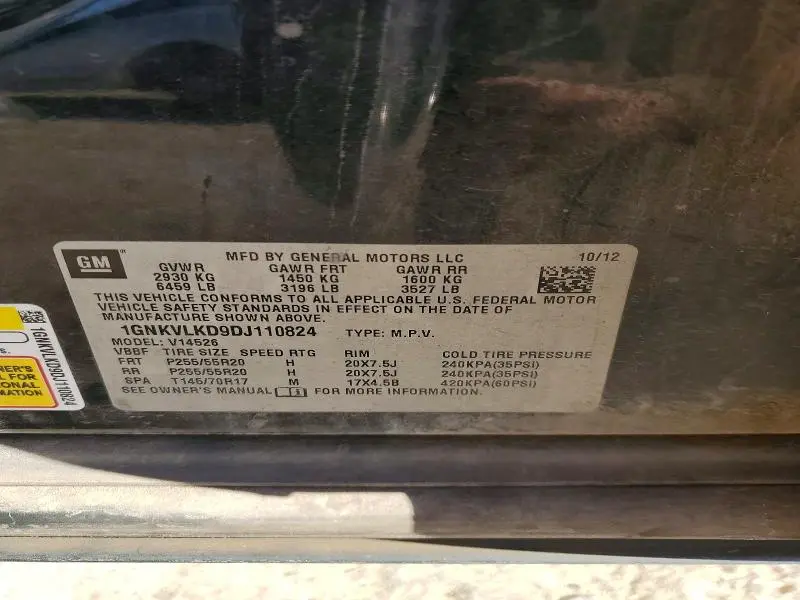 GM
MFD BY GENERAL MOTORS LLC 10/12
GVWR GAWR FRT GAWR RR
2930 KG 1450 KG 1600 KG
6459 LB 3196 LB 3527 LB
THIS VEHICLE CONFORMS TO ALL APPLICABLE U.S. FEDERAL MOTOR
VEHICLE SAFETY STANDARDS IN EFFECT ON THE DATE OF
MANUFACTURE SHOWN ABOVE.
1GNKVLKD9DJ110824 TYPE: M.P.V.
MODEL: V14526
VBBF TIRE SIZE SPEED RTG RIM COLD TIRE PRESSURE
FRT P255/55R20 H 20X7.5J 240KPA(35PSI)
RR P255/55R20 H 20X7.5J 240KPA(35PSI)
SPA T145/70R17 M 17X4.5B 420KPA(60PSI)
SEE OWNER'S MANUAL FOR MORE INFORMATION.
1GNKVLKD9DJ110824
NER'S
L FOR
IONAL
MATION